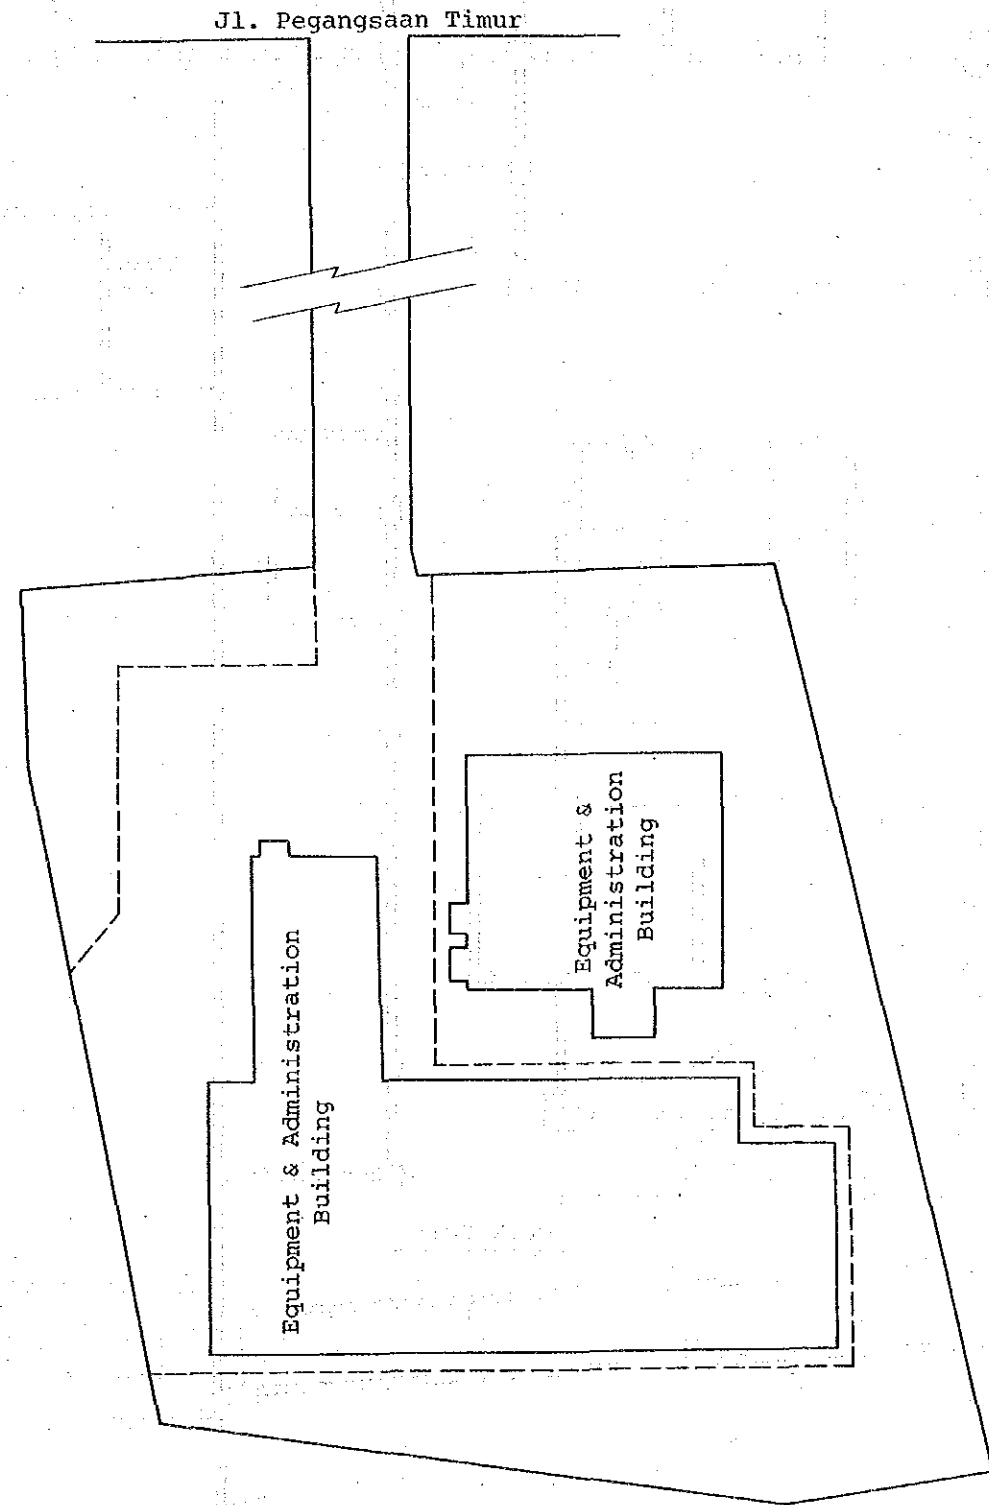 Jl. Pegangsaan Timur
Equipment &
Administration
Building
Equipment & Administration
Building